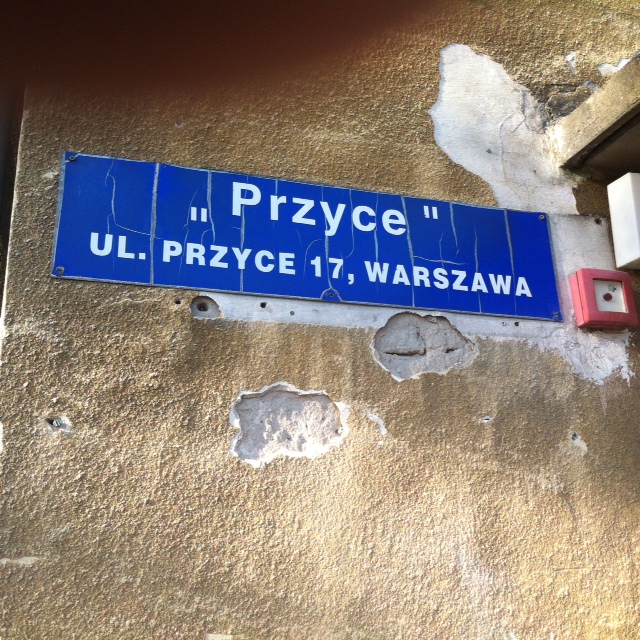 „ Przyce "
UL. PRZYCE 17, WARSZAWA